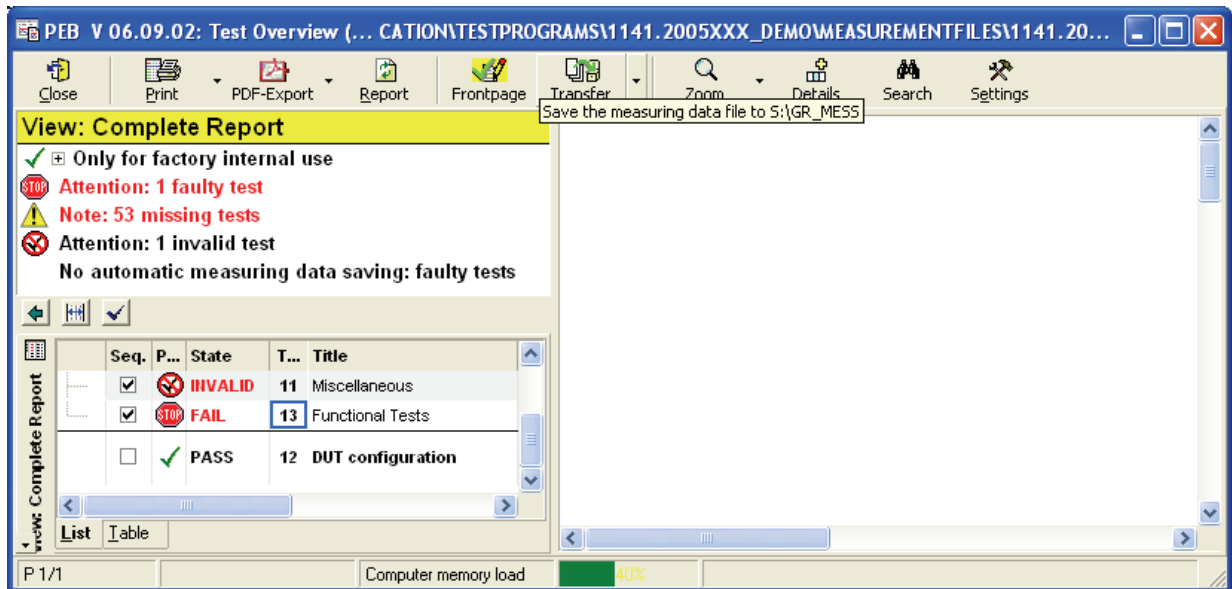 PEB V 06.09.02: Test Overview (... CATION\TESTPROGRAMS\1141.2005XXX_DEMO\MEASUREMENTFILES\1141.20...
Close Print PDF-Export Report Frontpage Transfer Zoom Details Search Settings
Save the measuring data file to S:\GR_MESS
View: Complete Report
Only for factory internal use
STOP Attention: 1 faulty test
Note: 53 missing tests
Attention: 1 invalid test
No automatic measuring data saving: faulty tests
View: Complete Report
Seq. P... State T... Title
INVALID 11 Miscellaneous
STOP FAIL 13 Functional Tests
PASS 12 DUT configuration
List Table
P 1/1 Computer memory load 40%